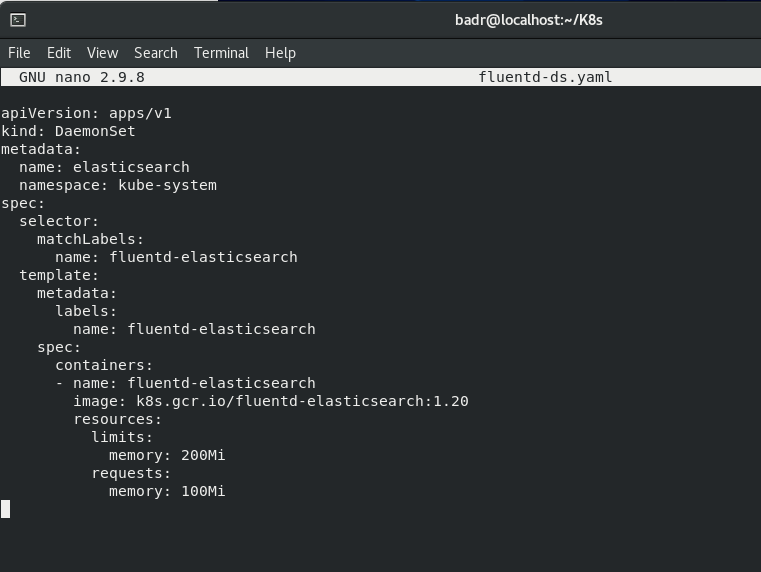 badr@localhost:~/K8s
File Edit View Search Terminal Help
GNU nano 2.9.8 fluentd-ds.yaml
apiVersion: apps/v1
kind: DaemonSet
metadata:
  name: elasticsearch
  namespace: kube-system
spec:
  selector:
    matchLabels:
      name: fluentd-elasticsearch
  template:
    metadata:
      labels:
        name: fluentd-elasticsearch
    spec:
      containers:
      - name: fluentd-elasticsearch
        image: k8s.gcr.io/fluentd-elasticsearch:1.20
        resources:
          limits:
            memory: 200Mi
          requests:
            memory: 100Mi